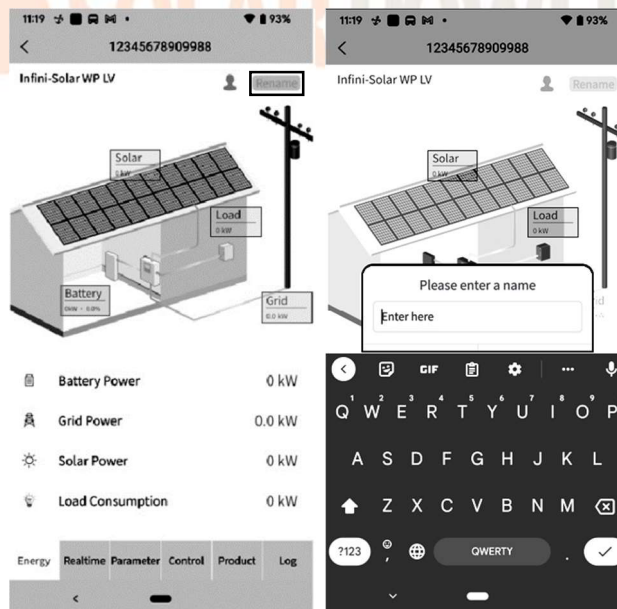 11:19 93%
12345678909988
Infini-Solar WP LV Rename
Solar
0 kW
Load
0 kW
Battery
0kW - 0.0%
Grid
0.0 kW
Battery Power 0 kW
Grid Power 0.0 kW
Solar Power 0 kW
Load Consumption 0 kW
Energy Realtime Parameter Control Product Log
11:19 93%
12345678909988
Infini-Solar WP LV Rename
Solar
0 kW
Load
0 kW
Please enter a name
Enter here
GIF
1 2 3 4 5 6 7 8 9
Q W E R T Y U I O P
A S D F G H J K L
Z X C V B N M
?123 , QWERTY .